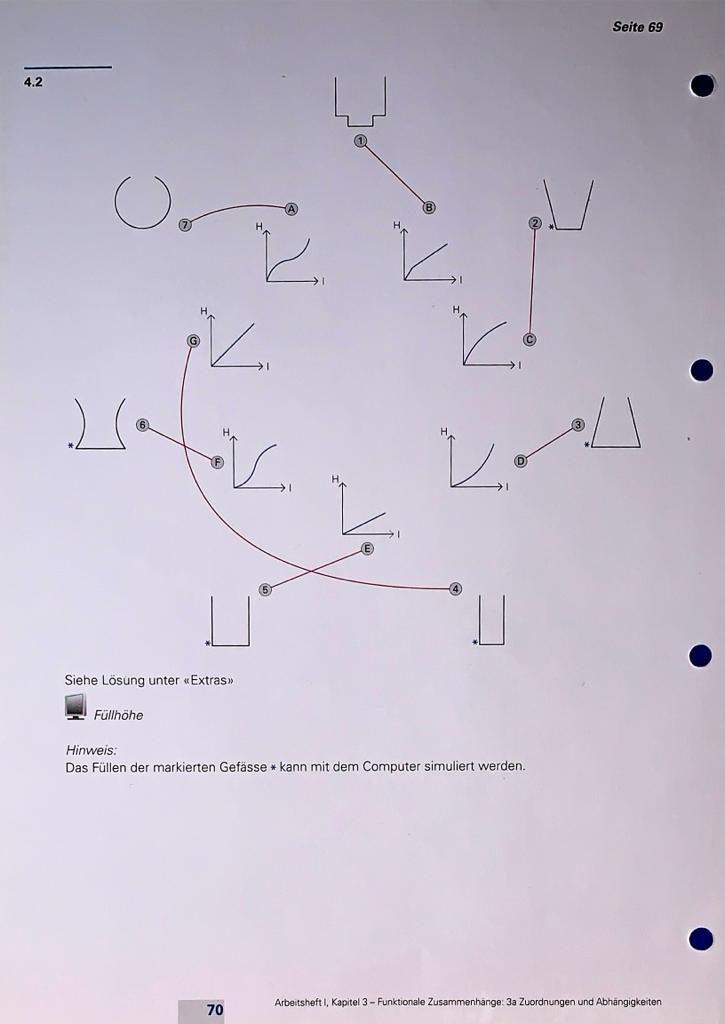 Seite 69
4.2
1
7
A
B
2
*
H
I
H
I
H
I
G
H
I
C
6
*
F
H
I
H
I
D
3
*
H
I
E
5
4
*
*
Siehe Lösung unter «Extras»
Füllhöhe
Hinweis:
Das Füllen der markierten Gefässe * kann mit dem Computer simuliert werden.
70
Arbeitsheft I, Kapitel 3 – Funktionale Zusammenhänge: 3a Zuordnungen und Abhängigkeiten